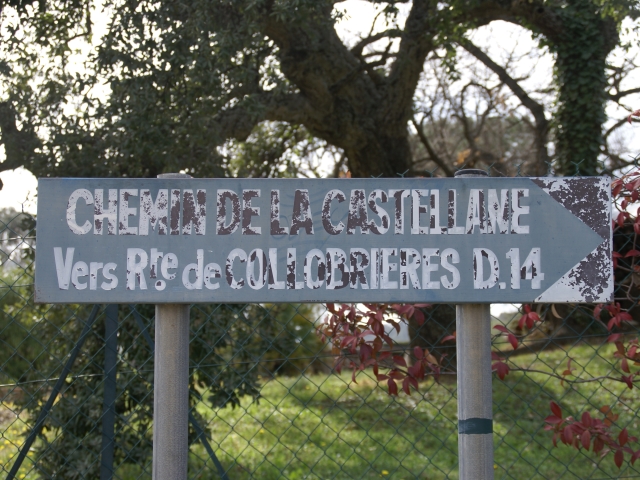 CHEMIN DE LA CASTELLANE
Vers Rte de COLLOBRIERES D.14